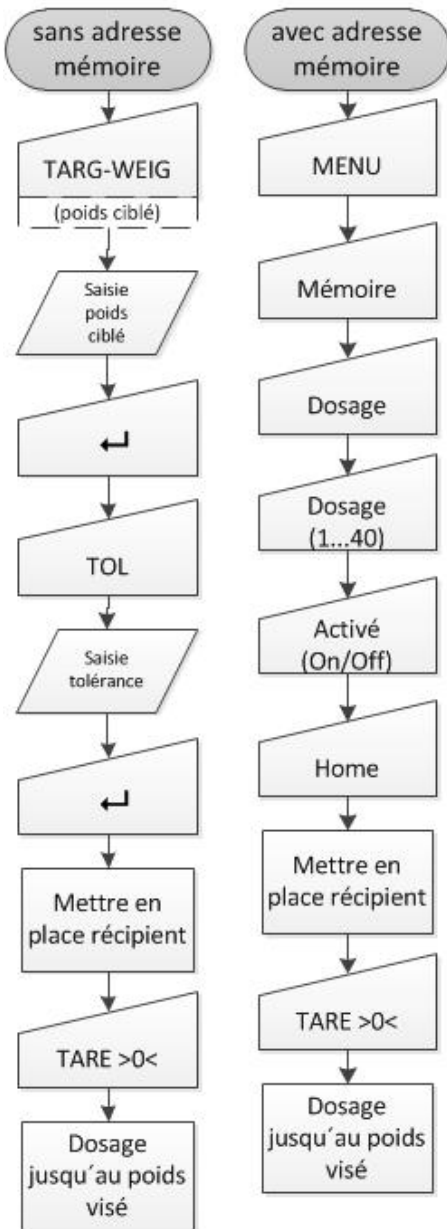 sans adresse
mémoire
TARG-WEIG
(poids ciblé)
Saisie
poids
ciblé
↵
TOL
Saisie
tolérance
↵
Mettre en
place récipient
TARE >0<
Dosage
jusqu´au poids
visé
avec adresse
mémoire
MENU
Mémoire
Dosage
Dosage
(1...40)
Activé
(On/Off)
Home
Mettre en
place récipient
TARE >0<
Dosage
jusqu´au poids
visé